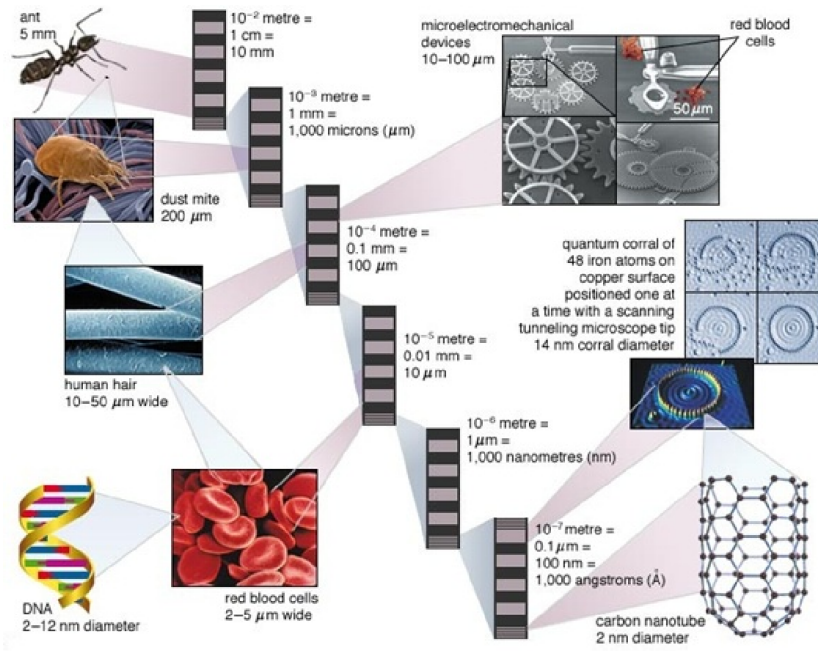 ant
5 mm
10⁻² metre =
1 cm =
10 mm
microelectromechanical
devices
10–100 μm
red blood
cells
50 μm
10⁻³ metre =
1 mm =
1,000 microns (μm)
dust mite
200 μm
10⁻⁴ metre =
0.1 mm =
100 μm
quantum corral of
48 iron atoms on
copper surface
positioned one at
a time with a scanning
tunneling microscope tip
14 nm corral diameter
human hair
10–50 μm wide
10⁻⁵ metre =
0.01 mm =
10 μm
10⁻⁶ metre =
1 μm =
1,000 nanometres (nm)
DNA
2–12 nm diameter
red blood cells
2–5 μm wide
10⁻⁷ metre =
0.1 μm =
100 nm =
1,000 angstroms (Å)
carbon nanotube
2 nm diameter